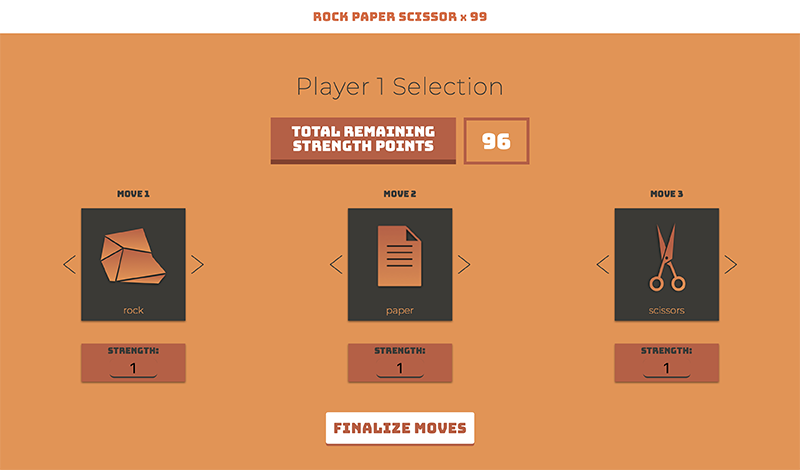 ROCK PAPER SCISSOR x 99
Player 1 Selection
TOTAL REMAINING
STRENGTH POINTS
96
MOVE 1
MOVE 2
MOVE 3
rock
paper
scissors
STRENGTH:
1
STRENGTH:
1
STRENGTH:
1
FINALIZE MOVES